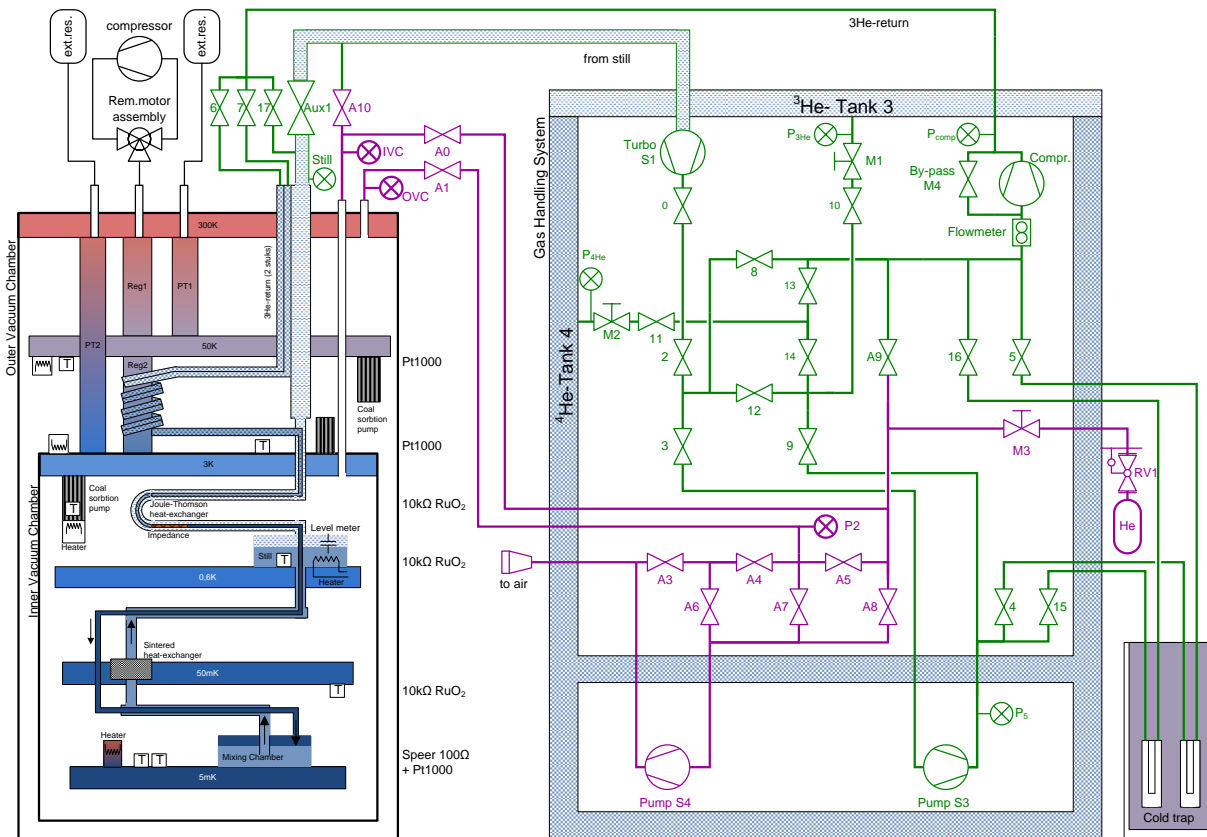 ext.res.
compressor
ext.res.
Rem.motor
assembly
6
7
17
Aux1
A10
A0
IVC
A1
OVC
Still
from still
3He-return
³He- Tank 3
Gas Handling System
⁴He-Tank 4
Turbo
S1
P3He
M1
Pcomp
Compr.
By-pass
M4
Flowmeter
0
10
P4He
8
13
M2
11
2
14
A9
16
5
12
3
9
M3
RV1
He
P2
to air
A3
A4
A5
A6
A7
A8
4
15
P5
Pump S4
Pump S3
Cold trap
Outer Vacuum Chamber
Inner Vacuum Chamber
300K
Reg1
PT1
3He-return (2 stuks)
50K
PT2
Reg2
T
Coal
sorbtion
pump
T
3K
Coal
sorbtion
pump
T
Heater
Joule-Thomson
heat-exchanger
Impedance
Level meter
Still
T
Heater
0,6K
Sintered
heat-exchanger
50mK
T
Heater
T
T
Mixing Chamber
5mK
Pt1000
Pt1000
10kΩ RuO₂
10kΩ RuO₂
10kΩ RuO₂
Speer 100Ω
+ Pt1000